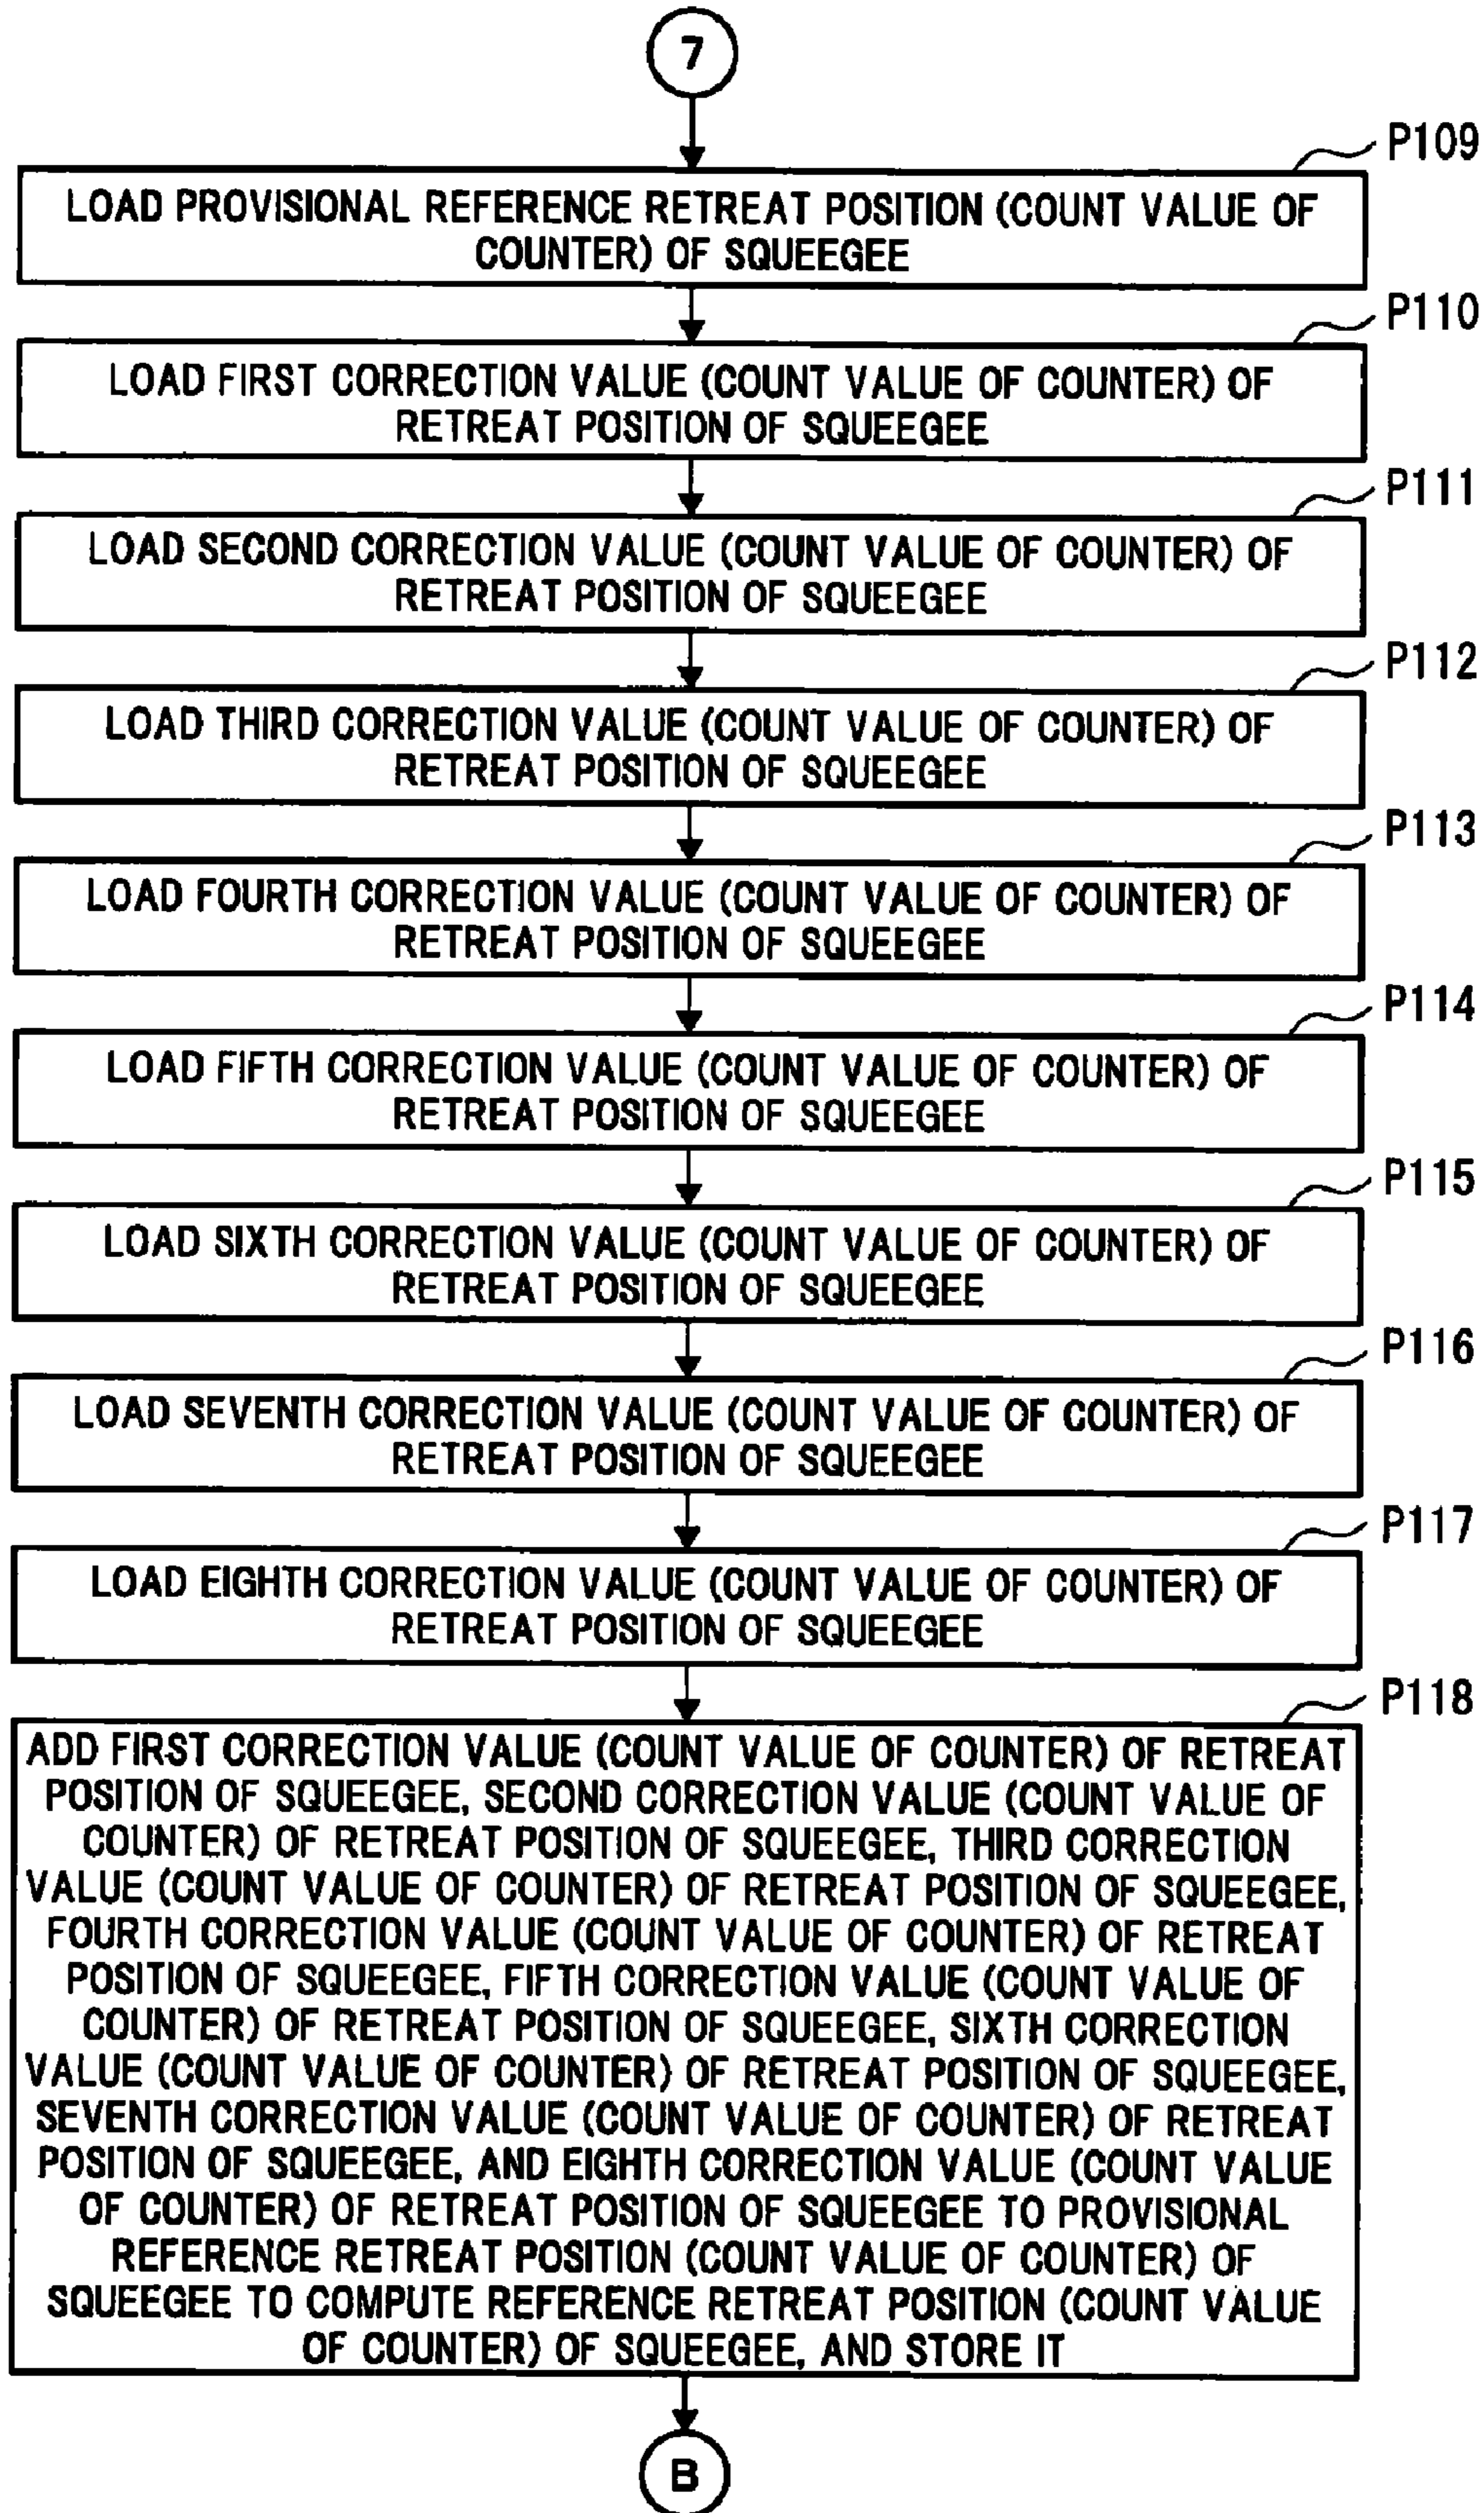 7
P109
LOAD PROVISIONAL REFERENCE RETREAT POSITION (COUNT VALUE OF
COUNTER) OF SQUEEGEE
P110
LOAD FIRST CORRECTION VALUE (COUNT VALUE OF COUNTER) OF
RETREAT POSITION OF SQUEEGEE
P111
LOAD SECOND CORRECTION VALUE (COUNT VALUE OF COUNTER) OF
RETREAT POSITION OF SQUEEGEE
P112
LOAD THIRD CORRECTION VALUE (COUNT VALUE OF COUNTER) OF
RETREAT POSITION OF SQUEEGEE
P113
LOAD FOURTH CORRECTION VALUE (COUNT VALUE OF COUNTER) OF
RETREAT POSITION OF SQUEEGEE
P114
LOAD FIFTH CORRECTION VALUE (COUNT VALUE OF COUNTER) OF
RETREAT POSITION OF SQUEEGEE
P115
LOAD SIXTH CORRECTION VALUE (COUNT VALUE OF COUNTER) OF
RETREAT POSITION OF SQUEEGEE
P116
LOAD SEVENTH CORRECTION VALUE (COUNT VALUE OF COUNTER) OF
RETREAT POSITION OF SQUEEGEE
P117
LOAD EIGHTH CORRECTION VALUE (COUNT VALUE OF COUNTER) OF
RETREAT POSITION OF SQUEEGEE
P118
ADD FIRST CORRECTION VALUE (COUNT VALUE OF COUNTER) OF RETREAT
POSITION OF SQUEEGEE, SECOND CORRECTION VALUE (COUNT VALUE OF
COUNTER) OF RETREAT POSITION OF SQUEEGEE, THIRD CORRECTION
VALUE (COUNT VALUE OF COUNTER) OF RETREAT POSITION OF SQUEEGEE,
FOURTH CORRECTION VALUE (COUNT VALUE OF COUNTER) OF RETREAT
POSITION OF SQUEEGEE, FIFTH CORRECTION VALUE (COUNT VALUE OF
COUNTER) OF RETREAT POSITION OF SQUEEGEE, SIXTH CORRECTION
VALUE (COUNT VALUE OF COUNTER) OF RETREAT POSITION OF SQUEEGEE,
SEVENTH CORRECTION VALUE (COUNT VALUE OF COUNTER) OF RETREAT
POSITION OF SQUEEGEE, AND EIGHTH CORRECTION VALUE (COUNT VALUE
OF COUNTER) OF RETREAT POSITION OF SQUEEGEE TO PROVISIONAL
REFERENCE RETREAT POSITION (COUNT VALUE OF COUNTER) OF
SQUEEGEE TO COMPUTE REFERENCE RETREAT POSITION (COUNT VALUE
OF COUNTER) OF SQUEEGEE, AND STORE IT
B